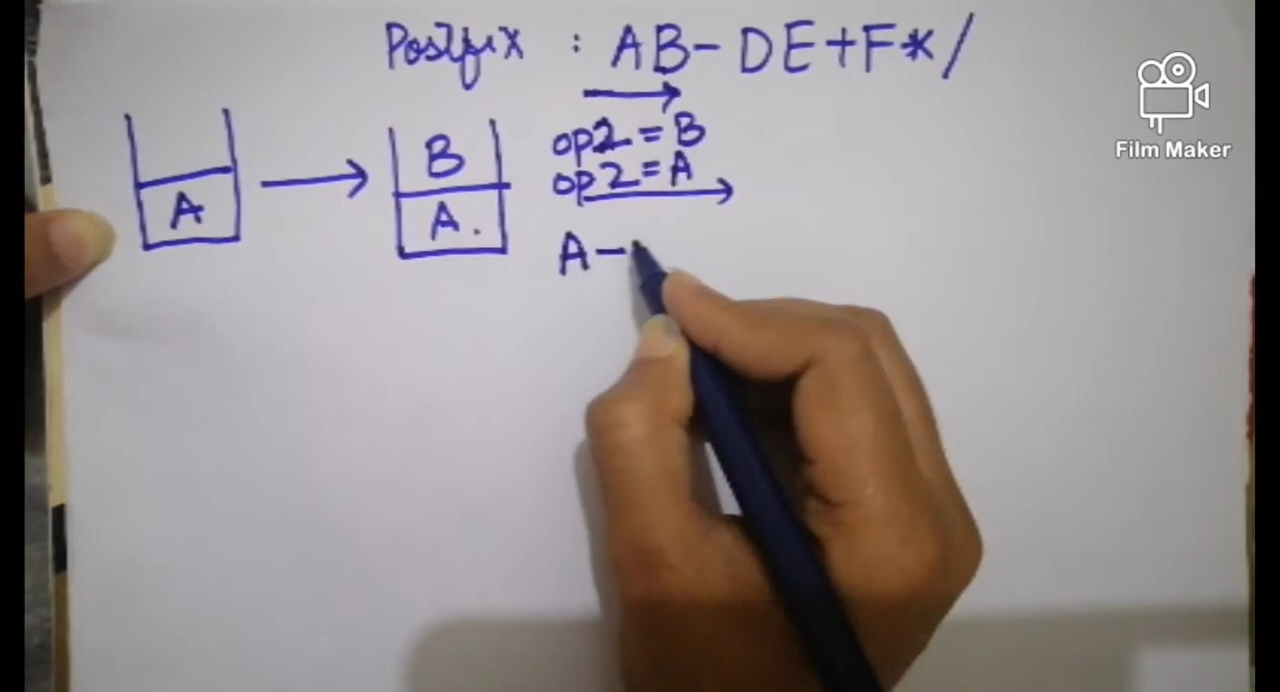 Postfix : AB- DE+F*/
A
B
A.
op2 = B
op2 = A
A -
Film Maker